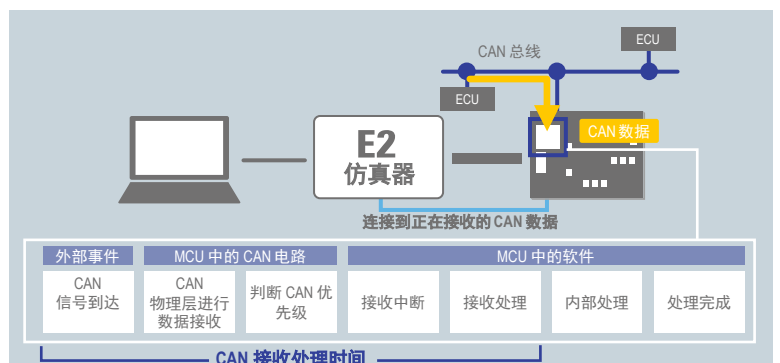 ECU
CAN 总线
ECU
CAN 数据
E2
仿真器
连接到正在接收的 CAN 数据
外部事件
MCU 中的 CAN 电路
MCU 中的软件
CAN
信号到达
CAN
物理层进行
数据接收
判断 CAN 优
先级
接收中断
接收处理
内部处理
处理完成
CAN 接收处理时间